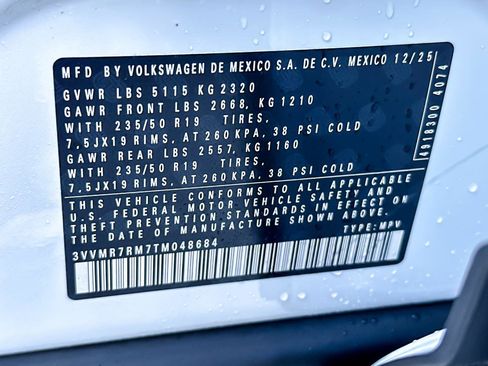 MFD BY VOLKSWAGEN DE MEXICO S.A. DE C.V. MEXICO 12/25
GVWR LBS 5115 KG 2320
GAWR FRONT LBS 2668, KG 1210
WITH 235/50 R19 TIRES,
7,5JX19 RIMS, AT 260 KPA, 38 PSI COLD
GAWR REAR LBS 2557, KG 1160
WITH 235/50 R19 TIRES,
7,5JX19 RIMS, AT 260 KPA, 38 PSI COLD
THIS VEHICLE CONFORMS TO ALL APPLICABLE
U.S. FEDERAL MOTOR VEHICLE SAFETY AND
THEFT PREVENTION STANDARDS IN EFFECT ON
THE DATE OF MANUFACTURE SHOWN ABOVE.
3VVMR7RM7TM048684
TYPE: MPV
4918300 4074